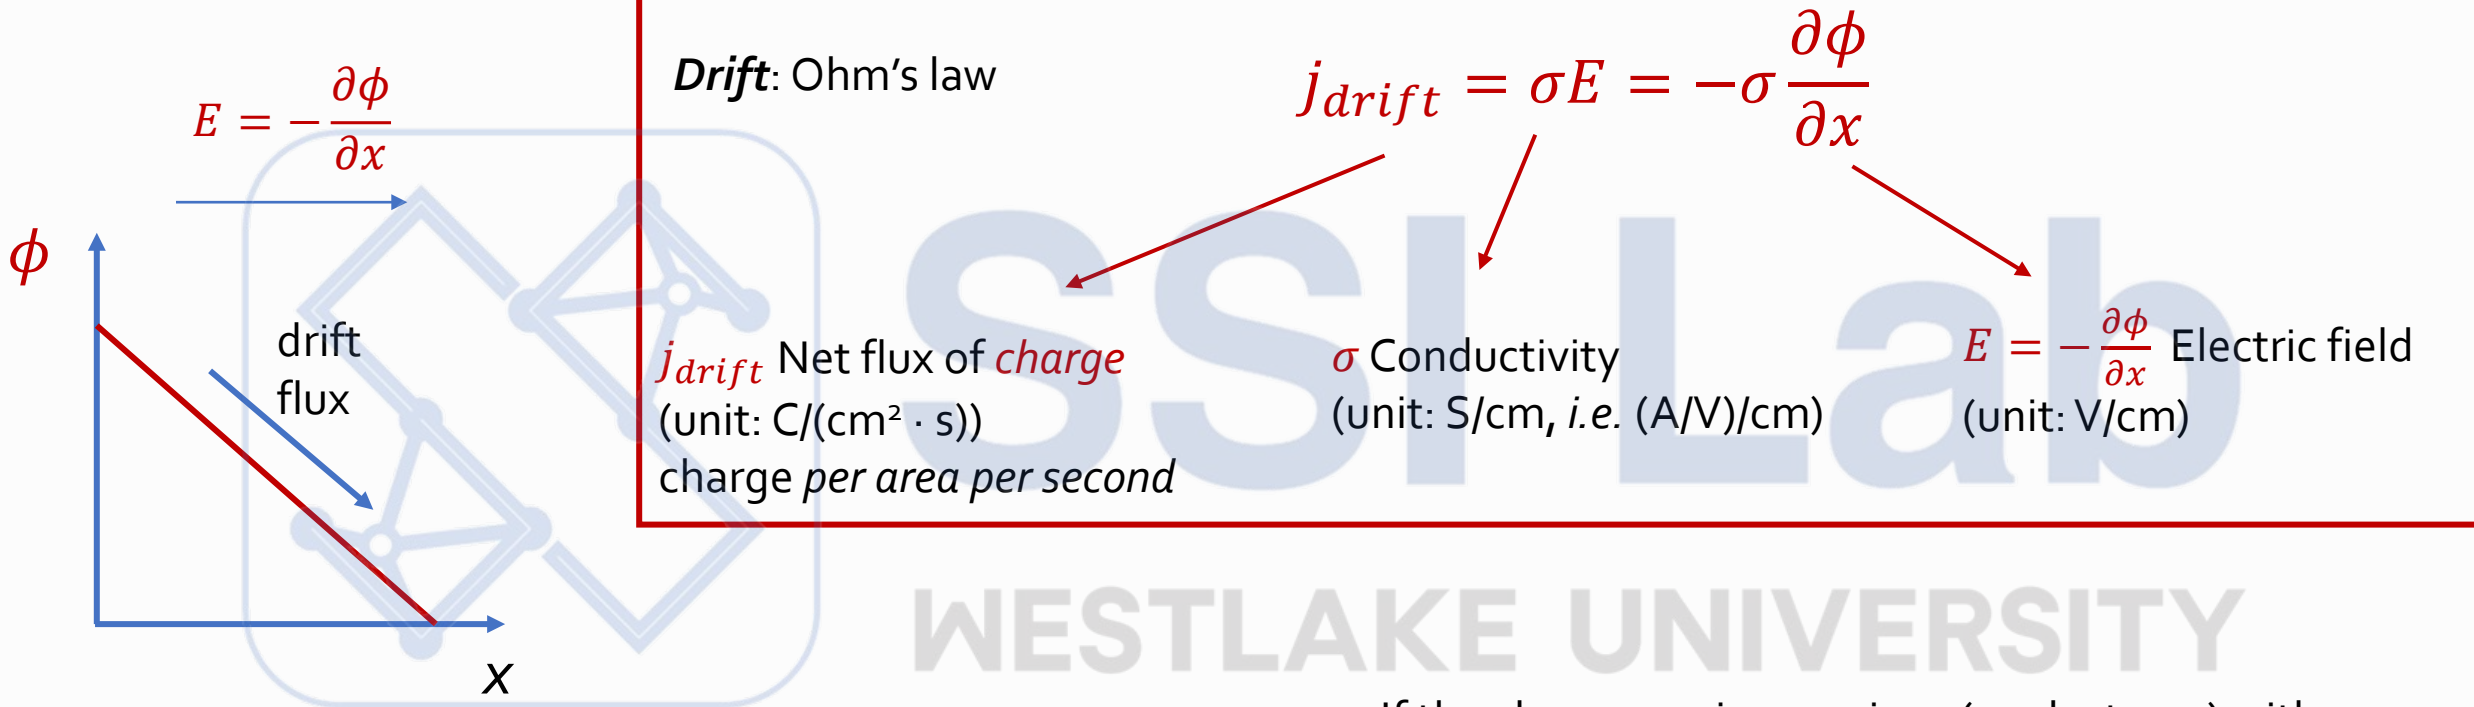 E = −∂ϕ/∂x
ϕ
drift
flux
x
Drift: Ohm's law
j_drift = σE = −σ ∂ϕ/∂x
j_drift Net flux of charge
(unit: C/(cm² · s))
charge per area per second
σ Conductivity
(unit: S/cm, i.e. (A/V)/cm)
E = −∂ϕ/∂x Electric field
(unit: V/cm)
SSI Lab
WESTLAKE UNIVERSITY